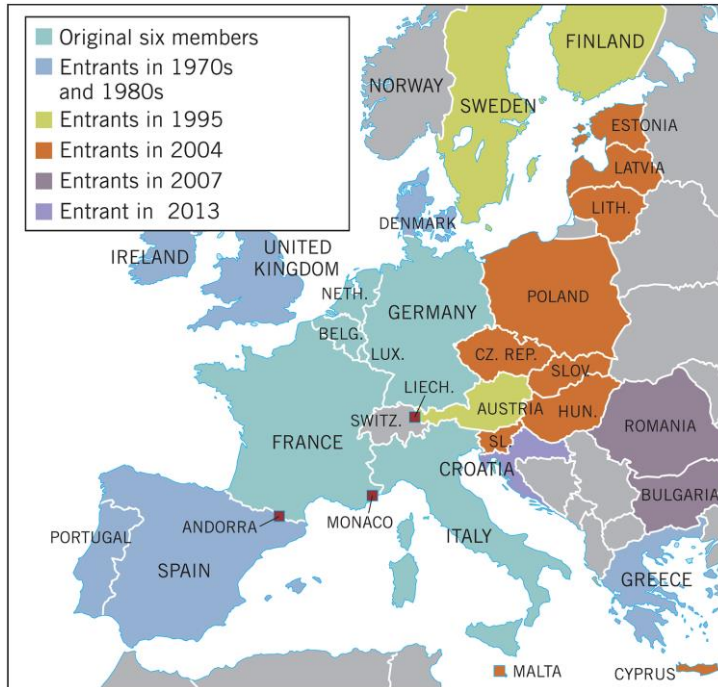 Original six members
Entrants in 1970s
and 1980s
Entrants in 1995
Entrants in 2004
Entrants in 2007
Entrant in 2013
FINLAND
NORWAY
SWEDEN
ESTONIA
LATVIA
LITH.
DENMARK
IRELAND
UNITED
KINGDOM
NETH.
GERMANY
POLAND
BELG.
LUX.
CZ. REP.
SLOV.
LIECH.
SWITZ.
AUSTRIA
HUN.
FRANCE
SL.
ROMANIA
CROATIA
BULGARIA
PORTUGAL
ANDORRA
MONACO
ITALY
SPAIN
GREECE
MALTA
CYPRUS